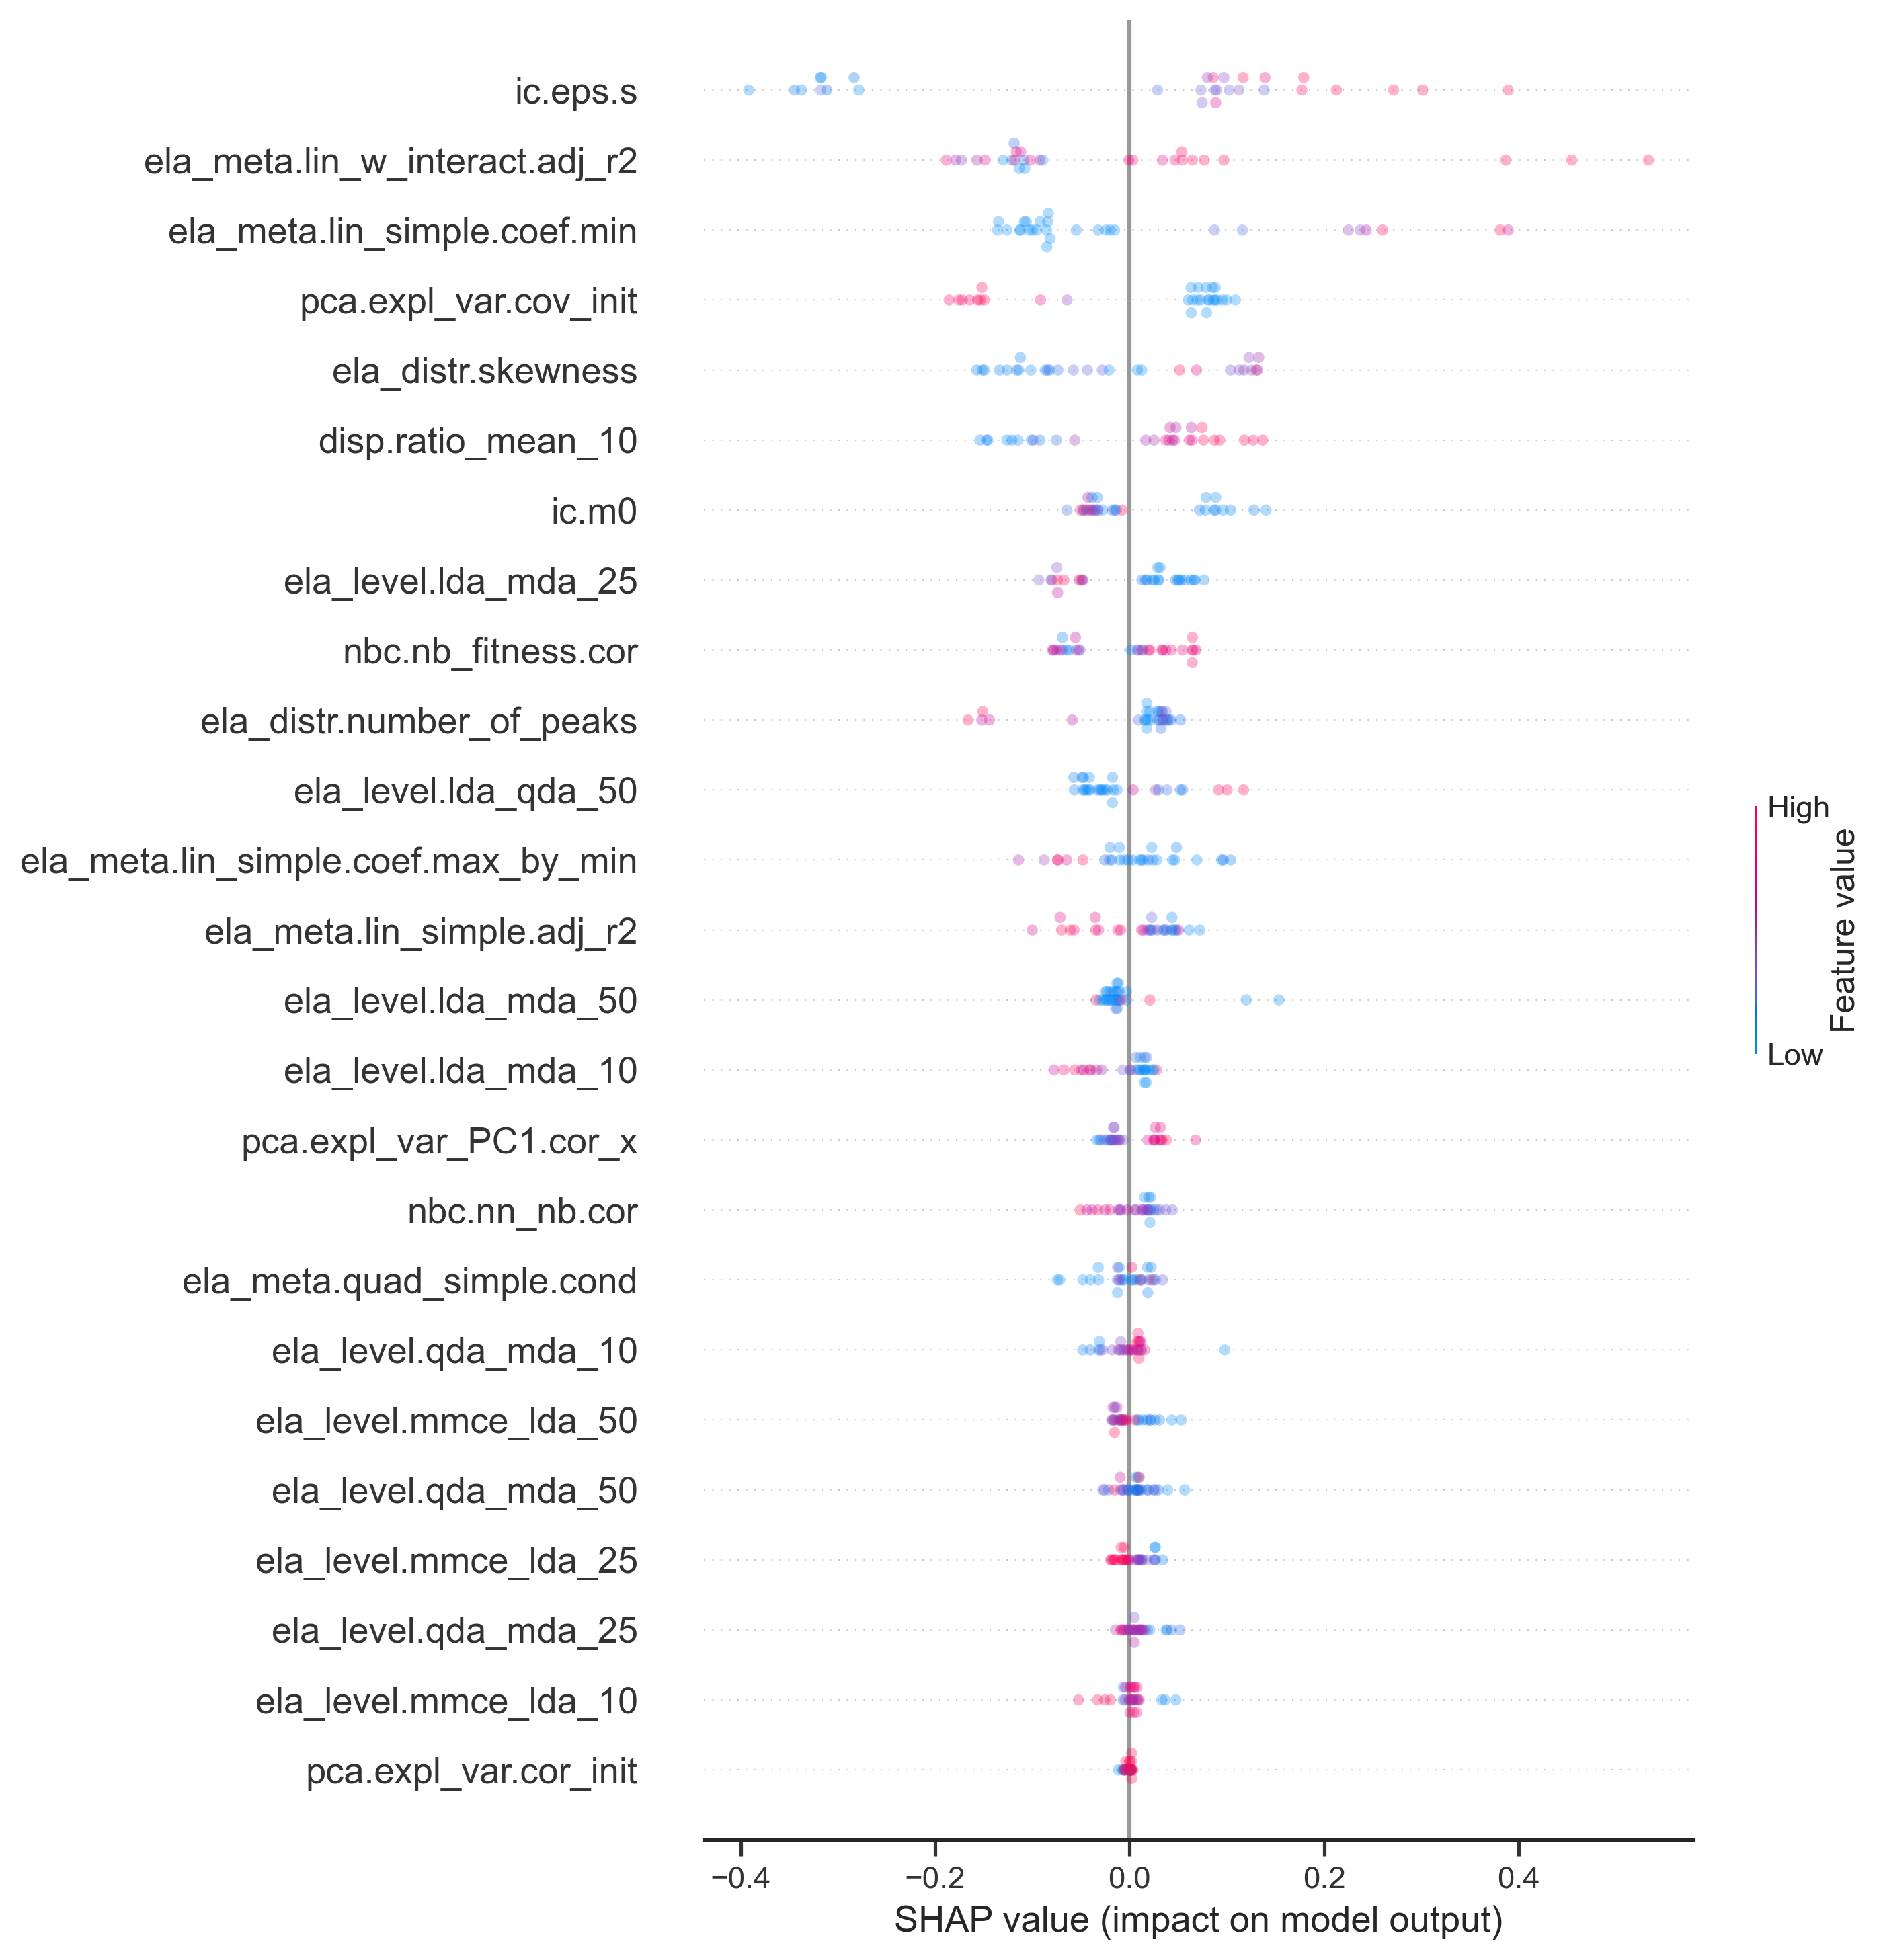 ic.eps.s
ela_meta.lin_w_interact.adj_r2
ela_meta.lin_simple.coef.min
pca.expl_var.cov_init
ela_distr.skewness
disp.ratio_mean_10
ic.m0
ela_level.lda_mda_25
nbc.nb_fitness.cor
ela_distr.number_of_peaks
ela_level.lda_qda_50
ela_meta.lin_simple.coef.max_by_min
ela_meta.lin_simple.adj_r2
ela_level.lda_mda_50
ela_level.lda_mda_10
pca.expl_var_PC1.cor_x
nbc.nn_nb.cor
ela_meta.quad_simple.cond
ela_level.qda_mda_10
ela_level.mmce_lda_50
ela_level.qda_mda_50
ela_level.mmce_lda_25
ela_level.qda_mda_25
ela_level.mmce_lda_10
pca.expl_var.cor_init
−0.4 −0.2 0.0 0.2 0.4
SHAP value (impact on model output)
High
Feature value
Low